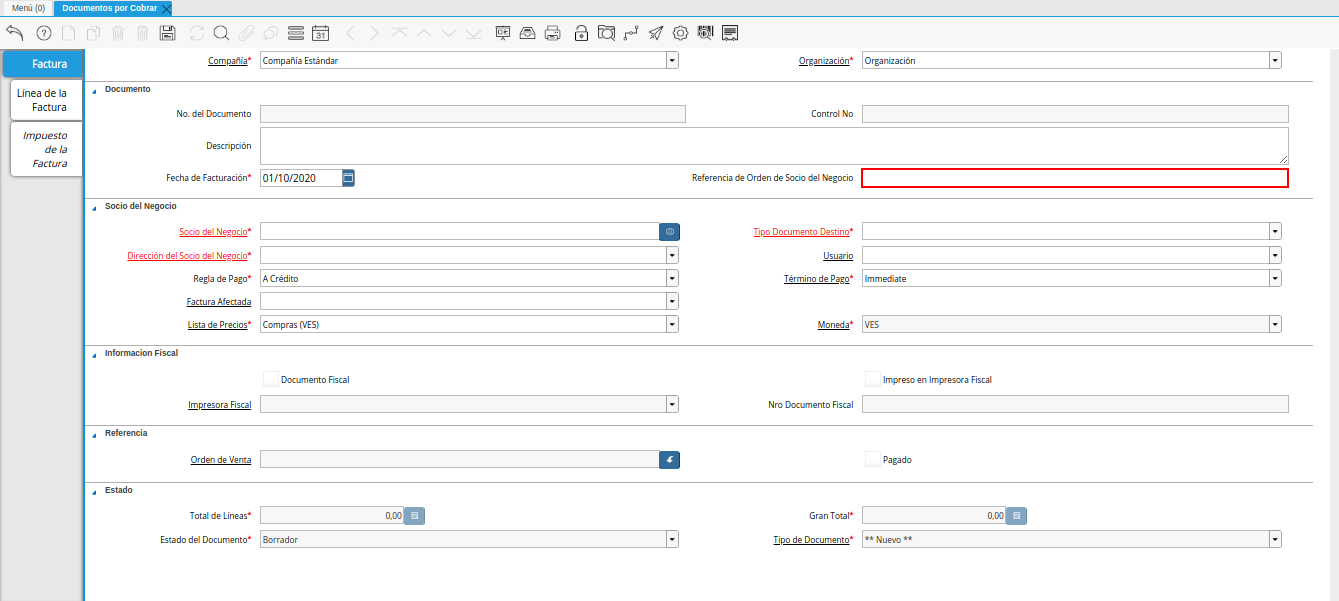 Menú (0) Documentos por Cobrar
31
Factura
Línea de la
Factura
Impuesto
de la
Factura
Compañía* Compañía Estándar Organización* Organización
Documento
No. del Documento Control No
Descripción
Fecha de Facturación* 01/10/2020 Referencia de Orden de Socio del Negocio
Socio del Negocio
Socio del Negocio* Tipo Documento Destino*
Dirección del Socio del Negocio* Usuario
Regla de Pago* A Crédito Término de Pago* Immediate
Factura Afectada
Lista de Precios* Compras (VES) Moneda* VES
Informacion Fiscal
Documento Fiscal Impreso en Impresora Fiscal
Impresora Fiscal Nro Documento Fiscal
Referencia
Orden de Venta Pagado
Estado
Total de Líneas* 0,00 Gran Total* 0,00
Estado del Documento* Borrador Tipo de Documento* ** Nuevo **